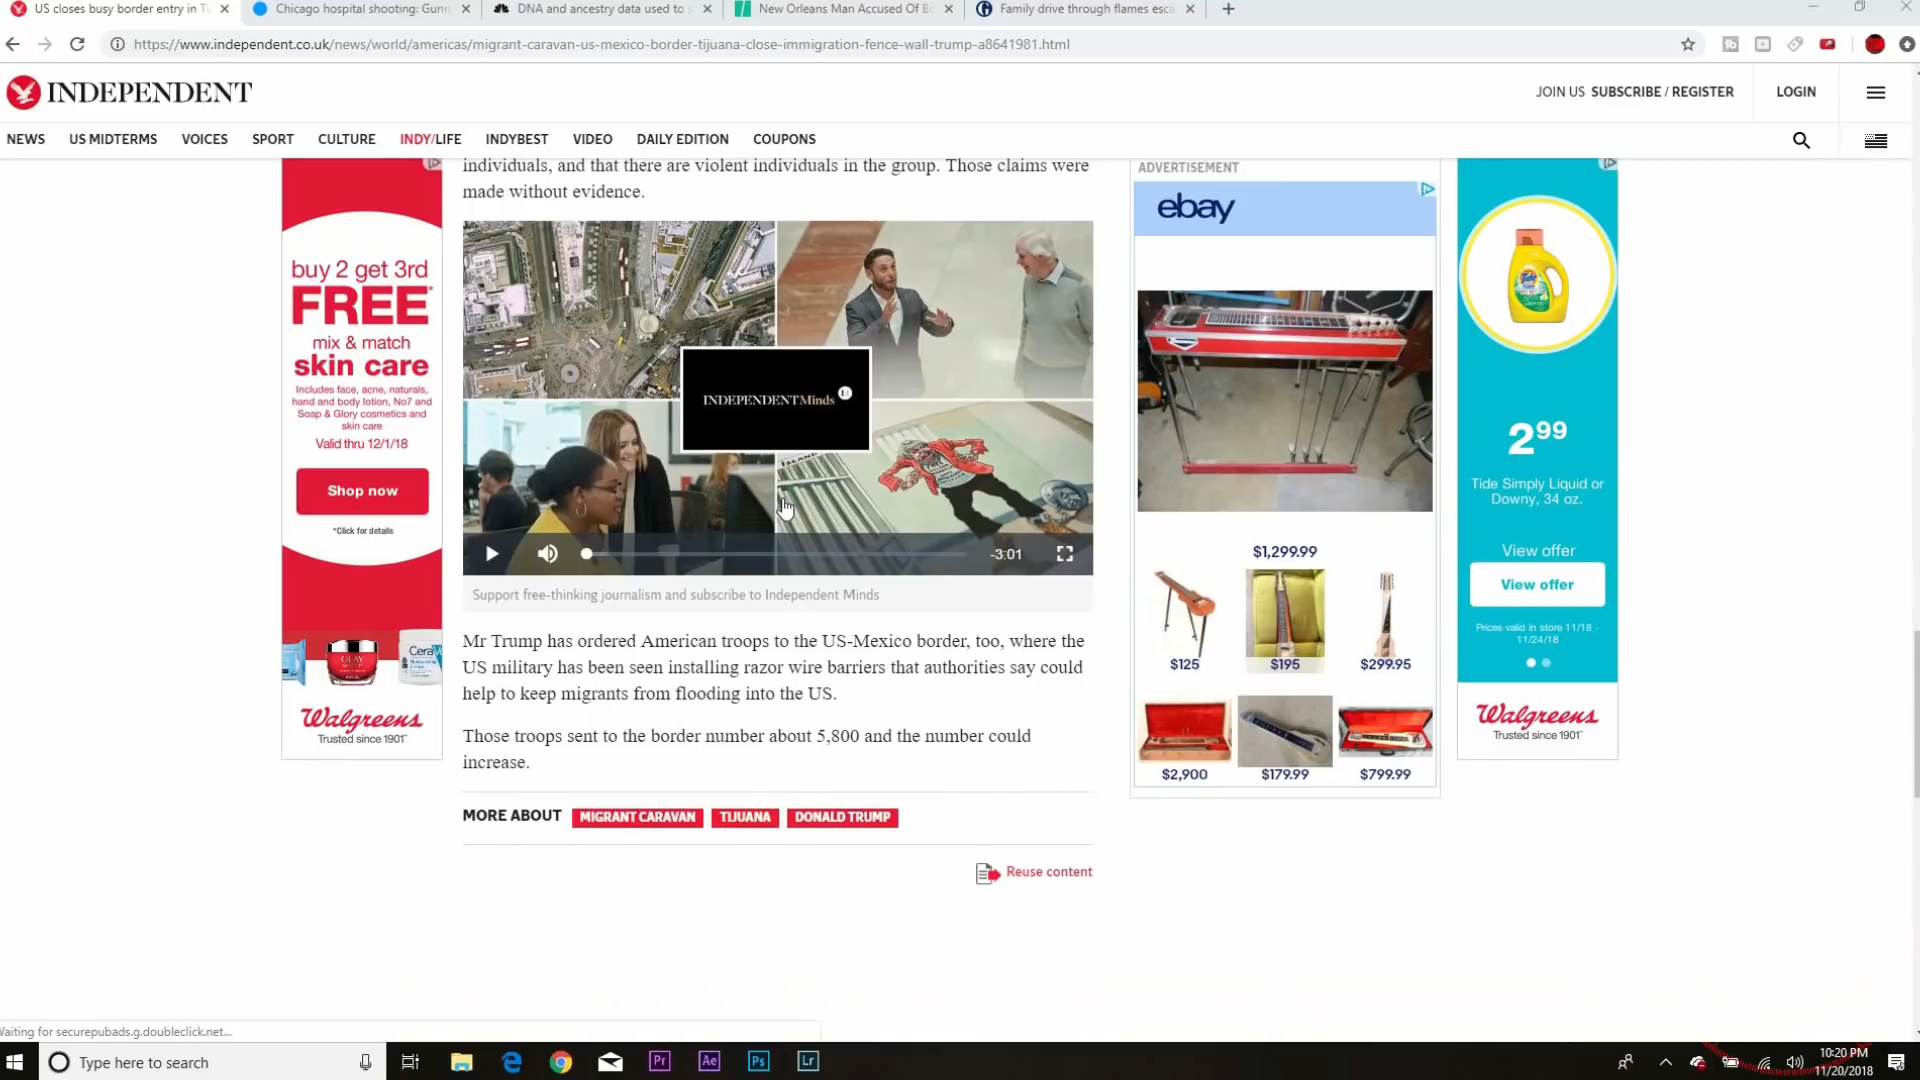 US closes busy border entry in Ti
Chicago hospital shooting: Gunm
DNA and ancestry data used to s
New Orleans Man Accused Of Bo
Family drive through flames esca
https://www.independent.co.uk/news/world/americas/migrant-caravan-us-mexico-border-tijuana-close-immigration-fence-wall-trump-a8641981.html
INDEPENDENT
JOIN US SUBSCRIBE / REGISTER
LOGIN
NEWS
US MIDTERMS
VOICES
SPORT
CULTURE
INDY/LIFE
INDYBEST
VIDEO
DAILY EDITION
COUPONS
individuals, and that there are violent individuals in the group. Those claims were
made without evidence.
INDEPENDENTMinds
ISLAND
-3:01
Support free-thinking journalism and subscribe to Independent Minds
Mr Trump has ordered American troops to the US-Mexico border, too, where the
US military has been seen installing razor wire barriers that authorities say could
help to keep migrants from flooding into the US.
Those troops sent to the border number about 5,800 and the number could
increase.
MORE ABOUT
MIGRANT CARAVAN
TIJUANA
DONALD TRUMP
Reuse content
buy 2 get 3rd
FREE*
mix & match
skin care
Includes face, acne, naturals,
hand and body lotion, No7 and
Soap & Glory cosmetics and
skin care
Valid thru 12/1/18
Shop now
*Click for details
OLAY
CeraVe
Walgreens
Trusted since 1901
ADVERTISEMENT
ebay
$1,299.99
$125
$195
$299.95
$2,900
$179.99
$799.99
Tide
2 99
Tide Simply Liquid or
Downy, 34 oz.
View offer
View offer
Prices valid in store 11/18 -
11/24/18
Walgreens
Trusted since 1901
Waiting for securepubads.g.doubleclick.net...
Type here to search
Pr
Ae
Ps
Lr
10:20 PM
11/20/2018